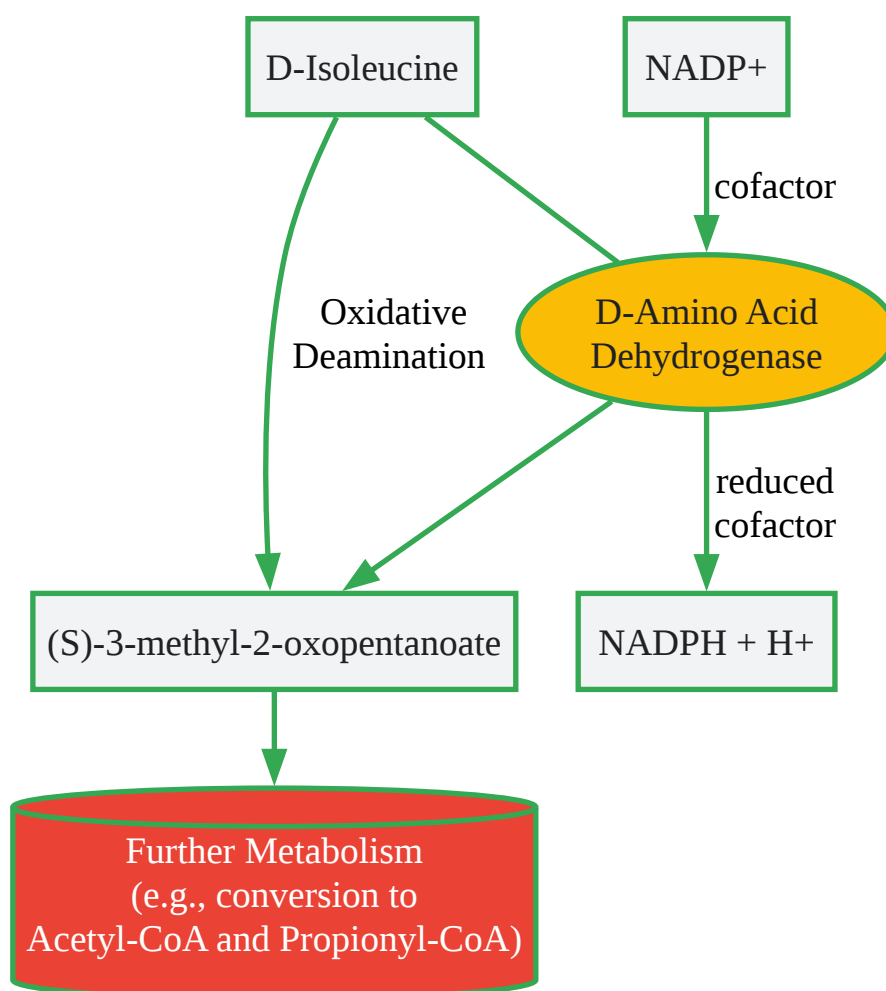 D-Isoleucine
NADP+
cofactor
Oxidative
Deamination
D-Amino Acid
Dehydrogenase
reduced
cofactor
(S)-3-methyl-2-oxopentanoate
NADPH + H+
Further Metabolism
(e.g., conversion to
Acetyl-CoA and Propionyl-CoA)